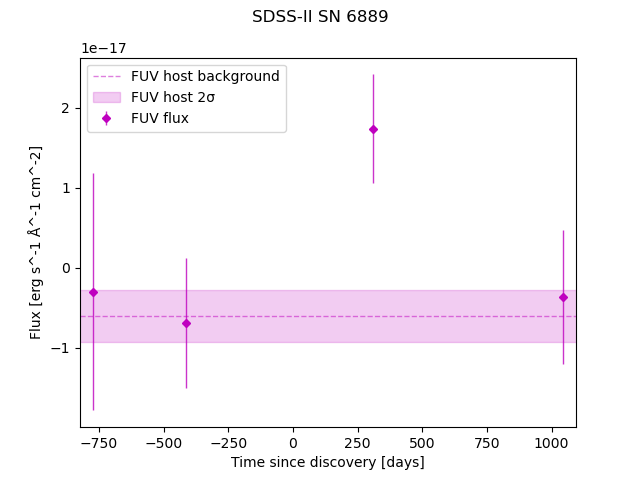 SDSS-II SN 6889
1e−17
FUV host background
FUV host 2σ
FUV flux
2
1
0
−1
Flux [erg s^-1 Å^-1 cm^-2]
−750
−500
−250
0
250
500
750
1000
Time since discovery [days]